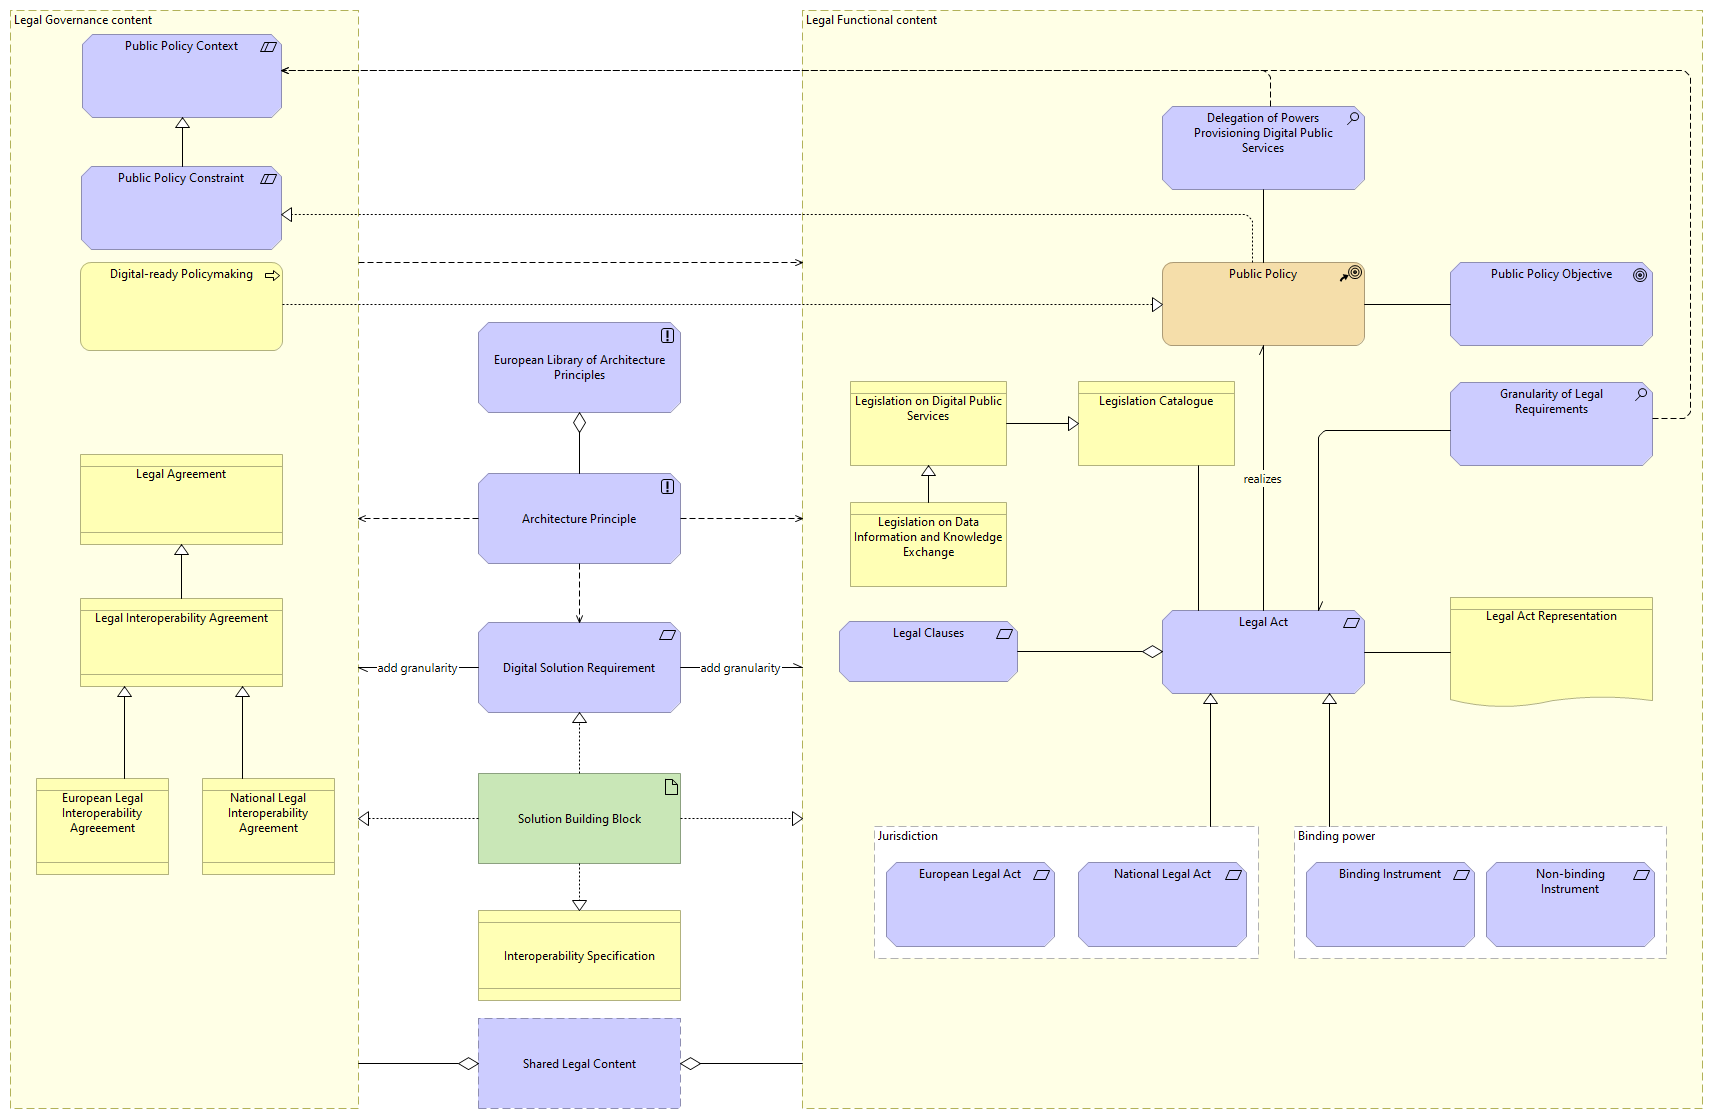 Legal Governance content
Public Policy Context
Public Policy Constraint
Digital-ready Policymaking
Legal Agreement
Legal Interoperability Agreement
European Legal
Interoperability
Agreeement
National Legal
Interoperability
Agreement
European Library of Architecture
Principles
Architecture Principle
add granularity
Digital Solution Requirement
add granularity
Solution Building Block
Interoperability Specification
Shared Legal Content
Legal Functional content
Delegation of Powers
Provisioning Digital Public
Services
Public Policy
Public Policy Objective
Legislation on Digital Public
Services
Legislation Catalogue
Granularity of Legal
Requirements
realizes
Legislation on Data
Information and Knowledge
Exchange
Legal Clauses
Legal Act
Legal Act Representation
Jurisdiction
European Legal Act
National Legal Act
Binding power
Binding Instrument
Non-binding
Instrument